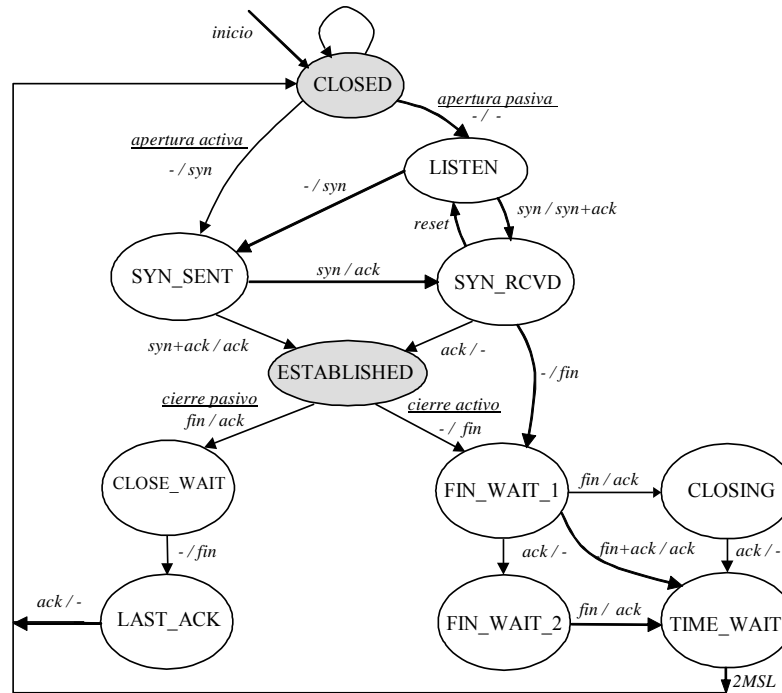 inicio
CLOSED
apertura pasiva
- / -
apertura activa
- / syn
LISTEN
- / syn
syn / syn+ack
reset
SYN_SENT
syn / ack
SYN_RCVD
syn+ack / ack
ack / -
ESTABLISHED
- / fin
cierre pasivo
fin / ack
cierre activo
- / fin
CLOSE_WAIT
FIN_WAIT_1
fin / ack
CLOSING
- / fin
ack / -
fin+ack / ack
ack / -
ack / -
LAST_ACK
FIN_WAIT_2
fin / ack
TIME_WAIT
2MSL